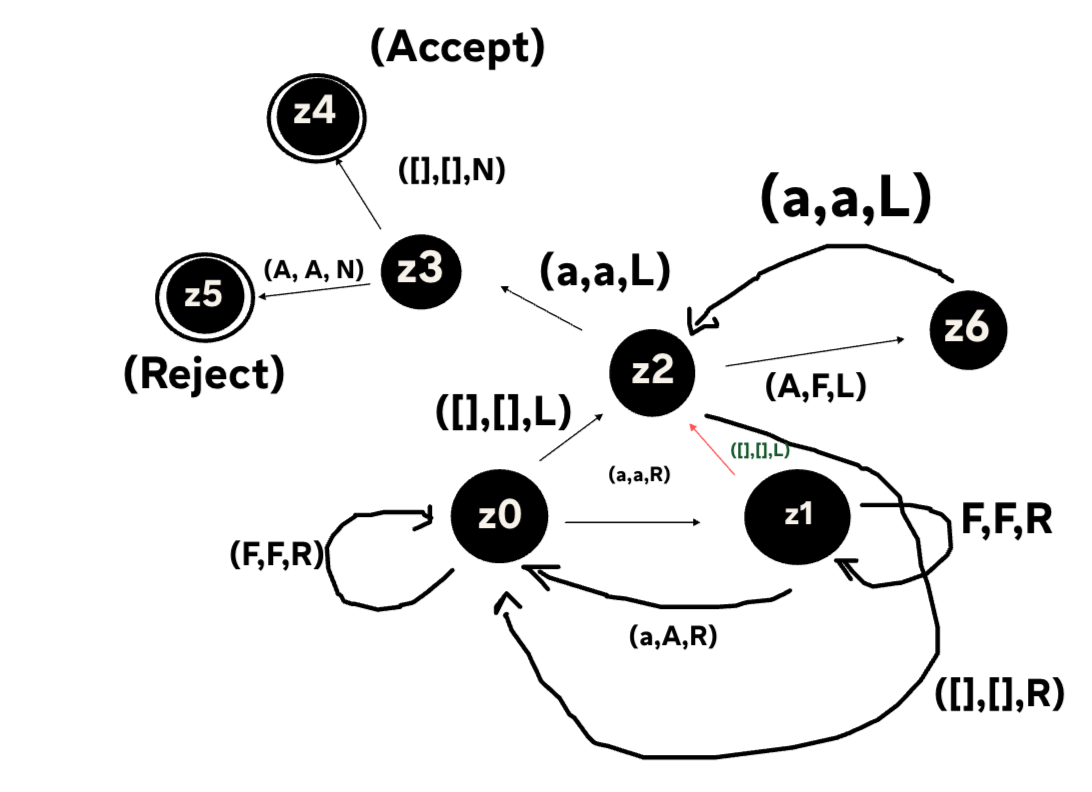 (Accept)
z4
([],[],N)
(a,a,L)
z3
(a,a,L)
(A, A, N)
z5
z6
(Reject)
z2
(A,F,L)
([],[],L)
([],[],L)
(a,a,R)
z0
z1
F,F,R
(F,F,R)
(a,A,R)
([],[],R)